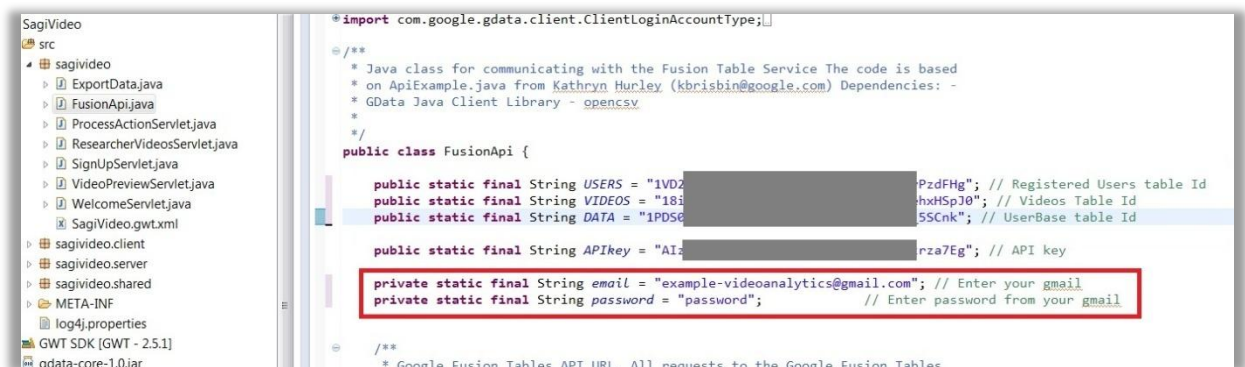 SagiVideo
src
sagivideo
ExportData.java
FusionApi.java
ProcessActionServlet.java
ResearcherVideosServlet.java
SignUpServlet.java
VideoPreviewServlet.java
WelcomeServlet.java
SagiVideo.gwt.xml
sagivideo.client
sagivideo.server
sagivideo.shared
META-INF
log4j.properties
GWT SDK [GWT - 2.5.1]
gdata-core-1.0.jar
import com.google.gdata.client.ClientLoginAccountType;
/**
* Java class for communicating with the Fusion Table Service The code is based
* on ApiExample.java from Kathryn Hurley (kbrisbin@google.com) Dependencies: -
* GData Java Client Library - opencsv
*
*/
public class FusionApi {
public static final String USERS = "1VD2 PzdFHg"; // Registered Users table Id
public static final String VIDEOS = "18i hxHSpJ0"; // Videos Table Id
public static final String DATA = "1PDS0 5SCnk"; // UserBase table Id
public static final String APIkey = "AIz rza7Eg"; // API key
private static final String email = "example-videoanalytics@gmail.com"; // Enter your gmail
private static final String password = "password"; // Enter password from your gmail
/**
* Google Fusion Tables API URL. All requests to the Google Fusion Tables